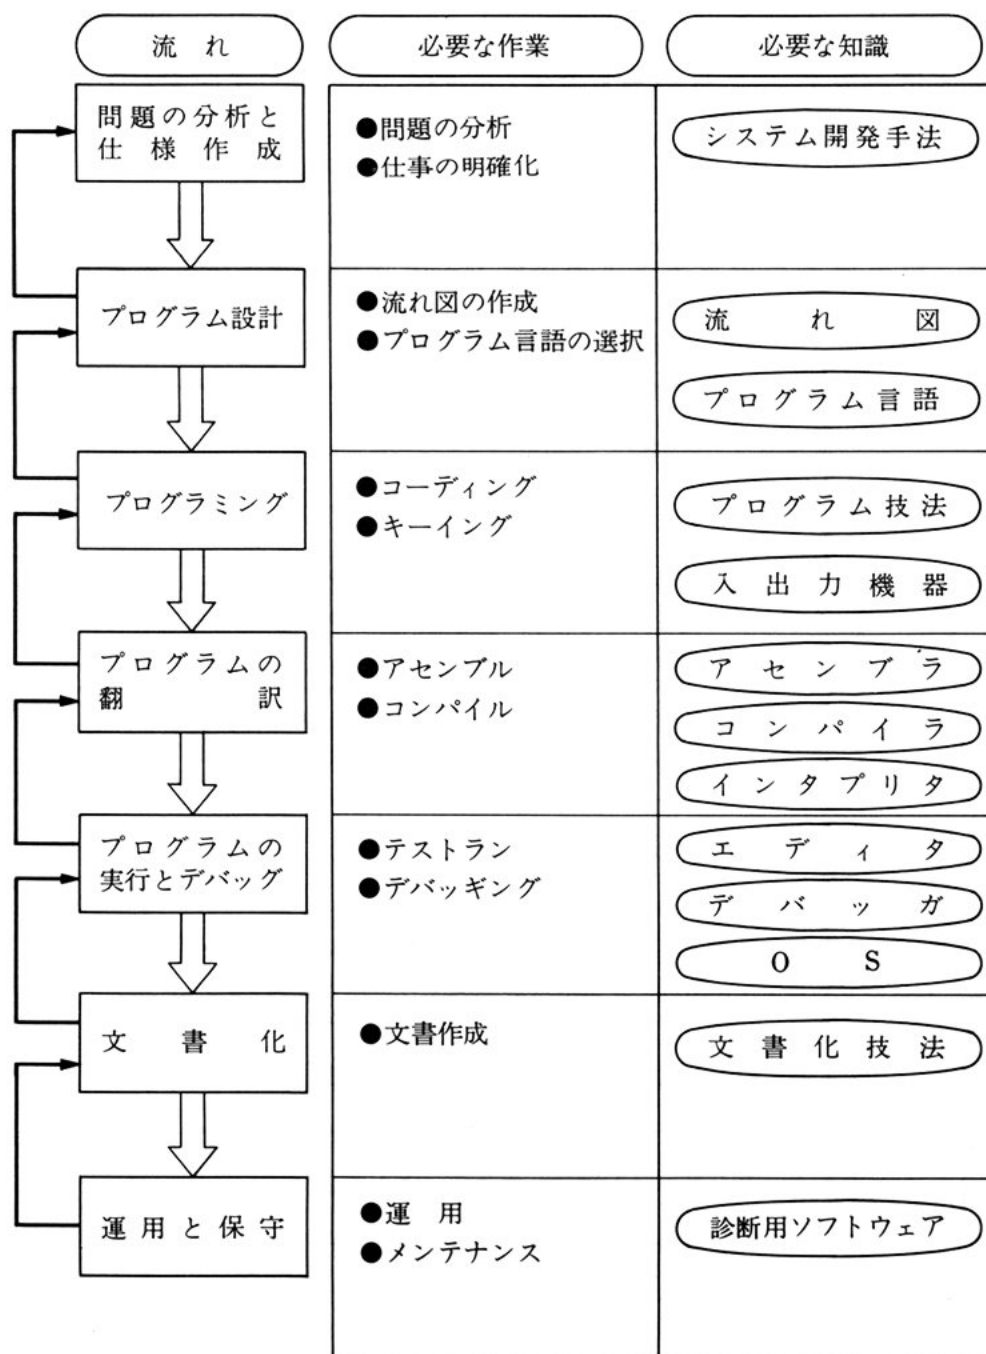 流れ
必要な作業
必要な知識
問題の分析と
仕様作成
●問題の分析
●仕事の明確化
システム開発手法
プログラム設計
●流れ図の作成
●プログラム言語の選択
流れ図
プログラム言語
プログラミング
●コーディング
●キーイング
プログラム技法
入出力機器
プログラムの
翻訳
●アセンブル
●コンパイル
アセンブラ
コンパイラ
インタプリタ
プログラムの
実行とデバッグ
●テストラン
●デバッギング
エディタ
デバッガ
OS
文書化
●文書作成
文書化技法
運用と保守
●運用
●メンテナンス
診断用ソフトウェア